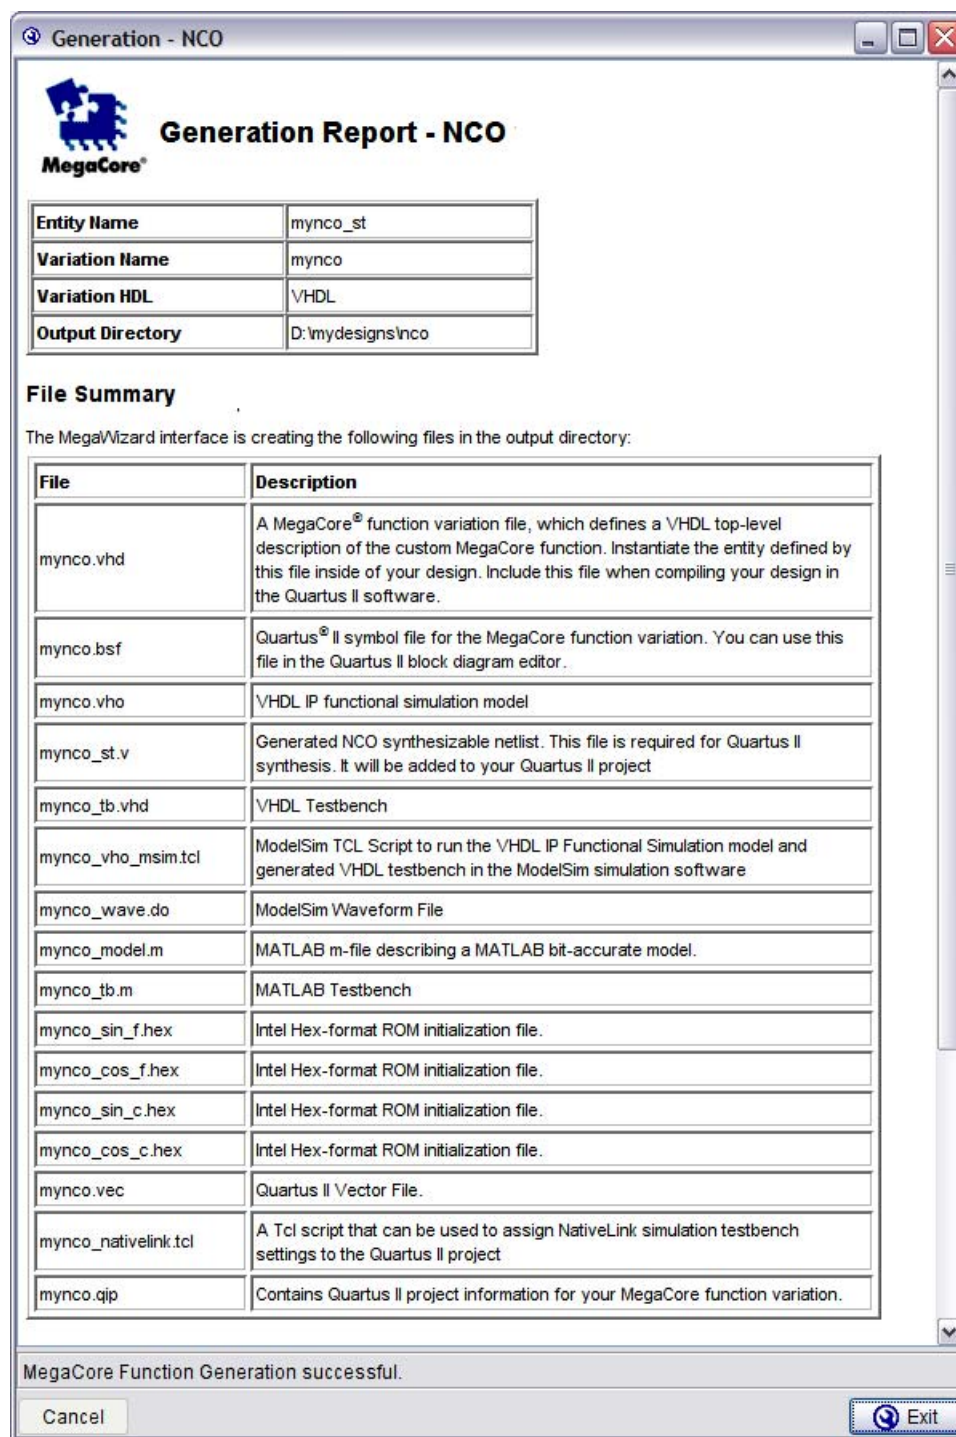 Generation - NCO
MegaCore®
Generation Report - NCO
Entity Name mynco_st
Variation Name mynco
Variation HDL VHDL
Output Directory D:\mydesigns\nco
File Summary
The MegaWizard interface is creating the following files in the output directory:
File Description
mynco.vhd
A MegaCore® function variation file, which defines a VHDL top-level
description of the custom MegaCore function. Instantiate the entity defined by
this file inside of your design. Include this file when compiling your design in
the Quartus II software.
mynco.bsf
Quartus® II symbol file for the MegaCore function variation. You can use this
file in the Quartus II block diagram editor.
mynco.vho VHDL IP functional simulation model
mynco_st.v
Generated NCO synthesizable netlist. This file is required for Quartus II
synthesis. It will be added to your Quartus II project
mynco_tb.vhd VHDL Testbench
mynco_vho_msim.tcl
ModelSim TCL Script to run the VHDL IP Functional Simulation model and
generated VHDL testbench in the ModelSim simulation software
mynco_wave.do ModelSim Waveform File
mynco_model.m MATLAB m-file describing a MATLAB bit-accurate model.
mynco_tb.m MATLAB Testbench
mynco_sin_f.hex Intel Hex-format ROM initialization file.
mynco_cos_f.hex Intel Hex-format ROM initialization file.
mynco_sin_c.hex Intel Hex-format ROM initialization file.
mynco_cos_c.hex Intel Hex-format ROM initialization file.
mynco.vec Quartus II Vector File.
mynco_nativelink.tcl
A Tcl script that can be used to assign NativeLink simulation testbench
settings to the Quartus II project
mynco.qip Contains Quartus II project information for your MegaCore function variation.
MegaCore Function Generation successful.
Cancel Exit